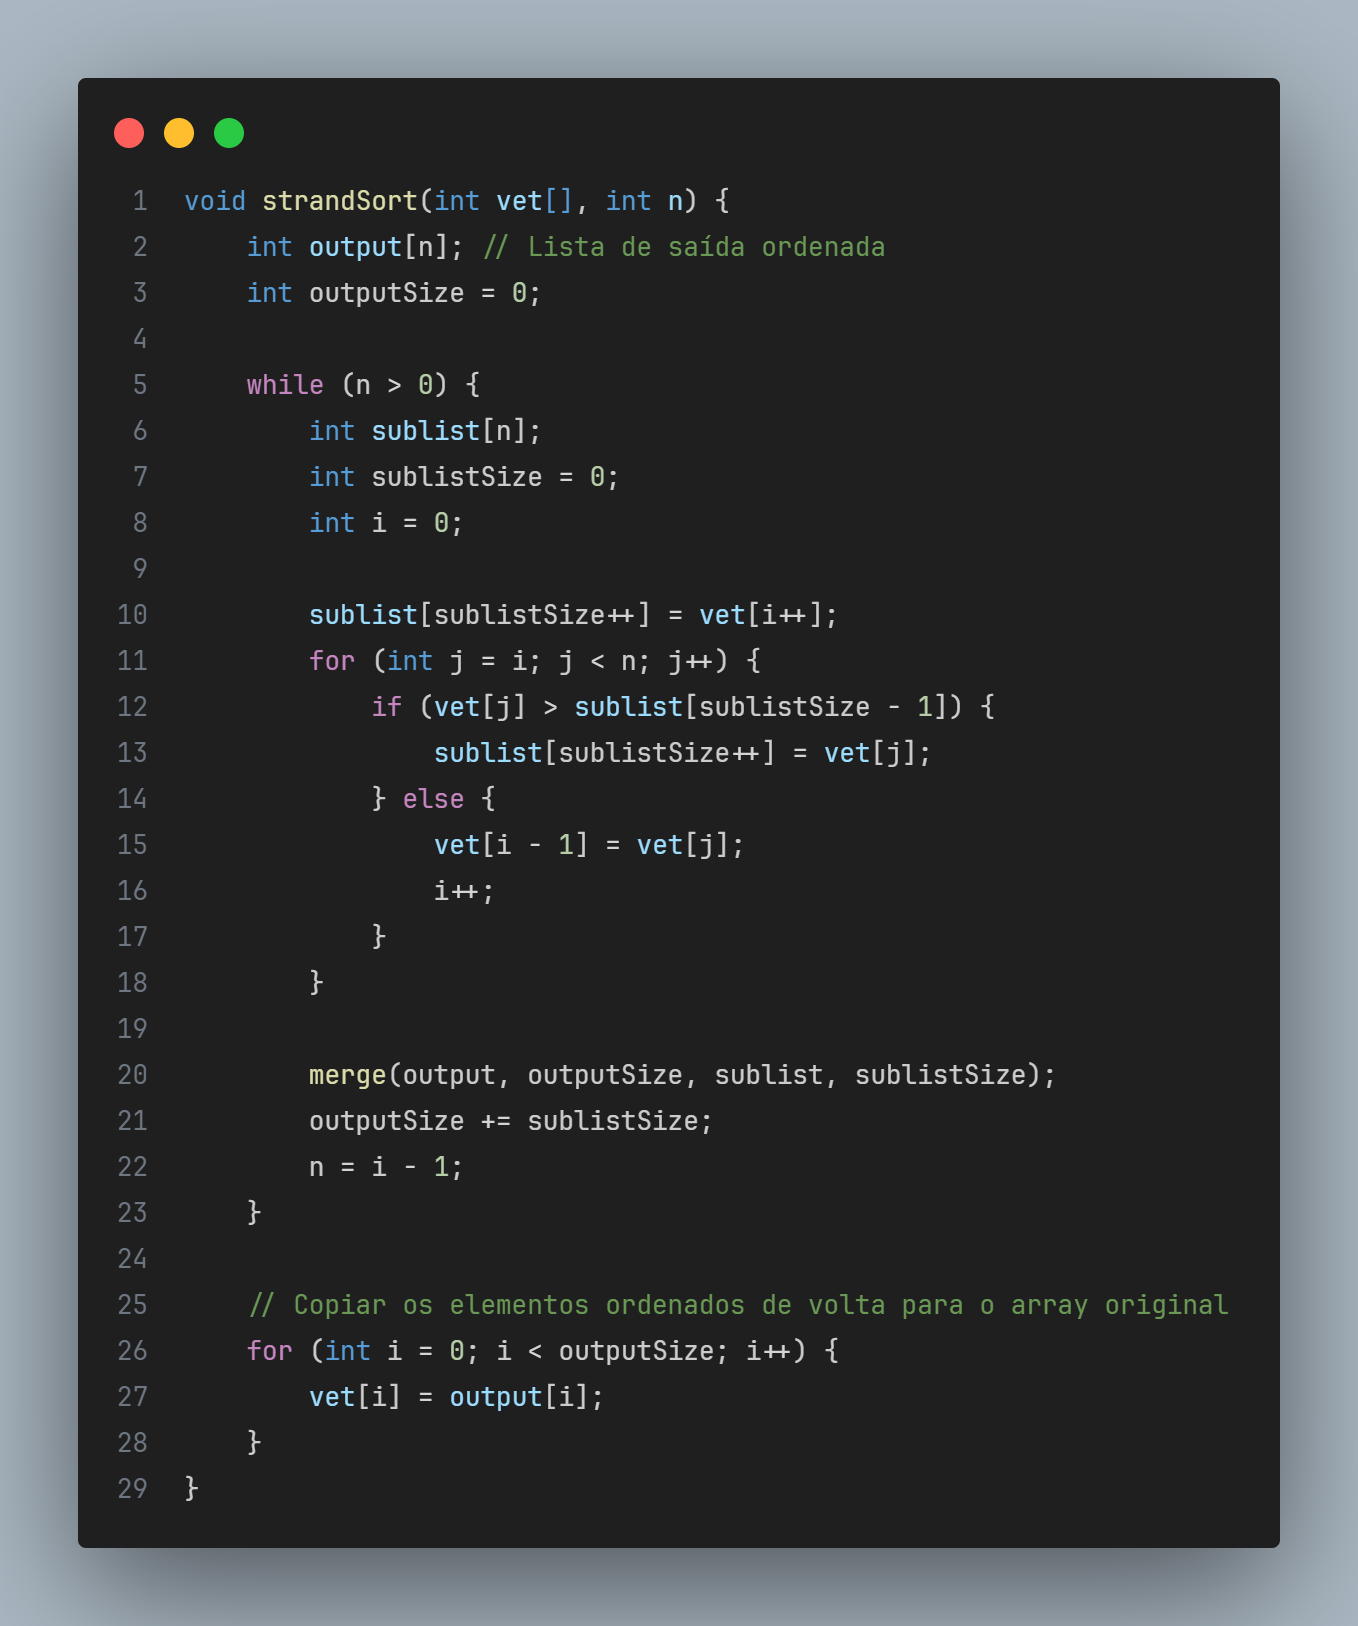 1 void strandSort(int vet[], int n) {
2     int output[n]; // Lista de saída ordenada
3     int outputSize = 0;
4
5     while (n > 0) {
6         int sublist[n];
7         int sublistSize = 0;
8         int i = 0;
9
10         sublist[sublistSize++] = vet[i++];
11         for (int j = i; j < n; j++) {
12             if (vet[j] > sublist[sublistSize - 1]) {
13                 sublist[sublistSize++] = vet[j];
14             } else {
15                 vet[i - 1] = vet[j];
16                 i++;
17             }
18         }
19
20         merge(output, outputSize, sublist, sublistSize);
21         outputSize += sublistSize;
22         n = i - 1;
23     }
24
25     // Copiar os elementos ordenados de volta para o array original
26     for (int i = 0; i < outputSize; i++) {
27         vet[i] = output[i];
28     }
29 }